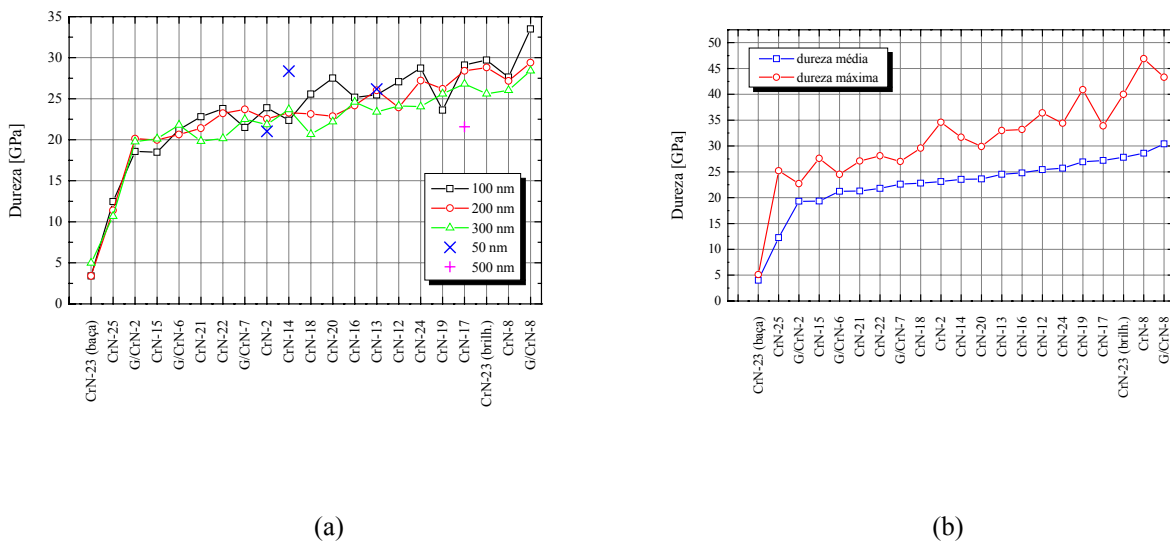 35
30
25
20
15
10
5
0
Dureza [GPa]
100 nm
200 nm
300 nm
50 nm
500 nm
CrN-23 (baça)
CrN-25
G/CrN-2
CrN-15
G/CrN-6
CrN-21
CrN-22
G/CrN-7
CrN-2
CrN-14
CrN-18
CrN-20
CrN-16
CrN-13
CrN-12
CrN-24
CrN-19
CrN-17
CrN-23 (brilh.)
CrN-8
G/CrN-8
(a)
50
45
40
35
30
25
20
15
10
5
0
Dureza [GPa]
dureza média
dureza máxima
CrN-23 (baça)
CrN-25
G/CrN-2
CrN-15
G/CrN-6
CrN-21
CrN-22
G/CrN-7
CrN-18
CrN-2
CrN-14
CrN-20
CrN-13
CrN-16
CrN-12
CrN-24
CrN-19
CrN-17
CrN-23 (brilh.)
CrN-8
G/CrN-8
(b)